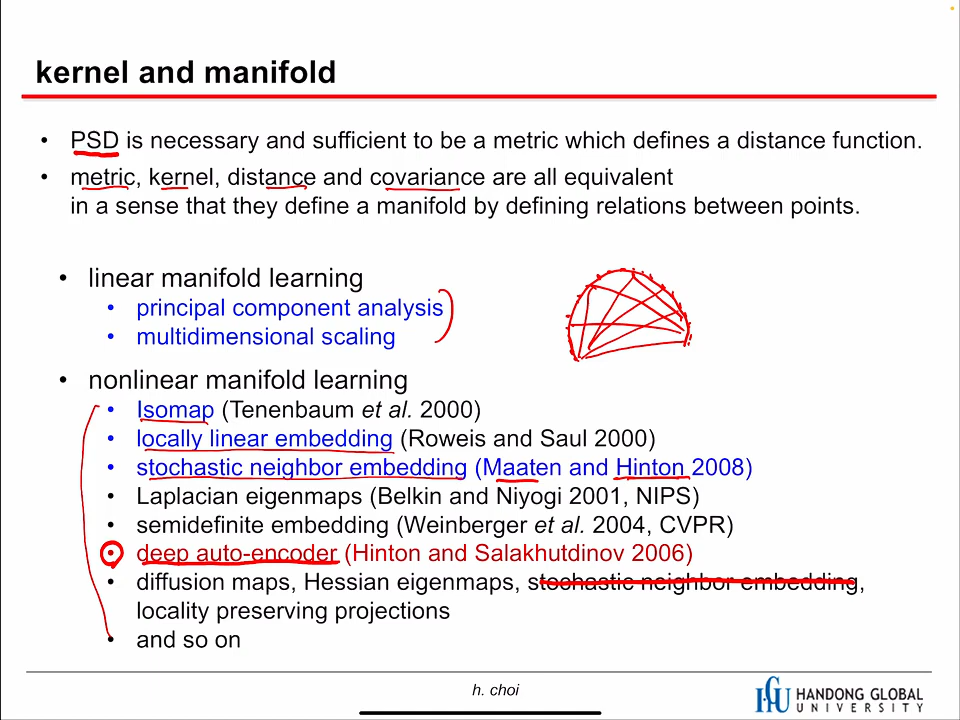 kernel and manifold
• PSD is necessary and sufficient to be a metric which defines a distance function.
• metric, kernel, distance and covariance are all equivalent
in a sense that they define a manifold by defining relations between points.
• linear manifold learning
• principal component analysis
• multidimensional scaling
• nonlinear manifold learning
• Isomap (Tenenbaum et al. 2000)
• locally linear embedding (Roweis and Saul 2000)
• stochastic neighbor embedding (Maaten and Hinton 2008)
• Laplacian eigenmaps (Belkin and Niyogi 2001, NIPS)
• semidefinite embedding (Weinberger et al. 2004, CVPR)
• deep auto-encoder (Hinton and Salakhutdinov 2006)
• diffusion maps, Hessian eigenmaps, stochastic neighbor embedding,
locality preserving projections
• and so on
h. choi
HANDONG GLOBAL
UNIVERSITY